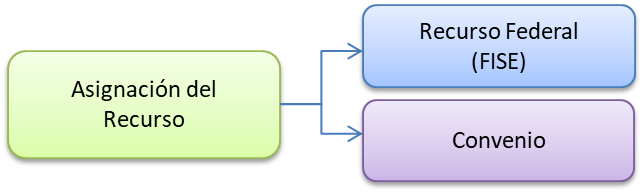 Asignación del
Recurso
Recurso Federal
(FISE)
Convenio